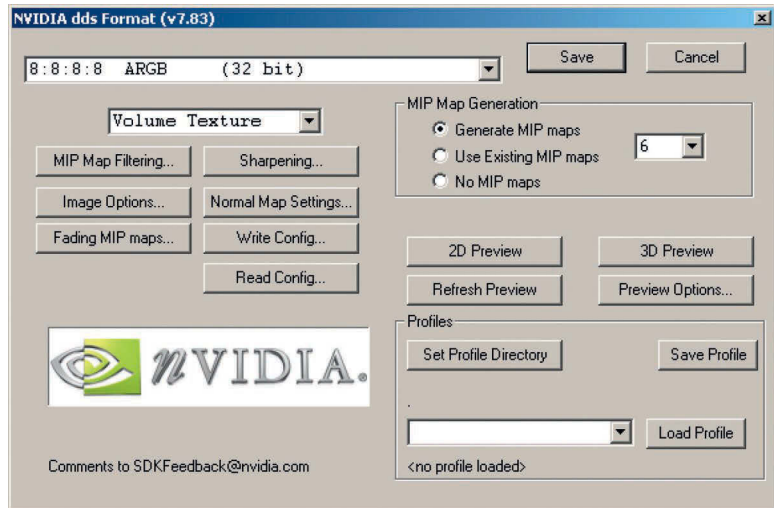 NVIDIA dds Format (v7.83)
8:8:8:8 ARGB (32 bit)
Save
Cancel
Volume Texture
MIP Map Generation
Generate MIP maps
Use Existing MIP maps
No MIP maps
6
MIP Map Filtering...
Sharpening...
Image Options...
Normal Map Settings...
Fading MIP maps...
Write Config...
Read Config...
2D Preview
3D Preview
Refresh Preview
Preview Options...
Profiles
Set Profile Directory
Save Profile
.
Load Profile
<no profile loaded>
nVIDIA.
Comments to SDKFeedback@nvidia.com